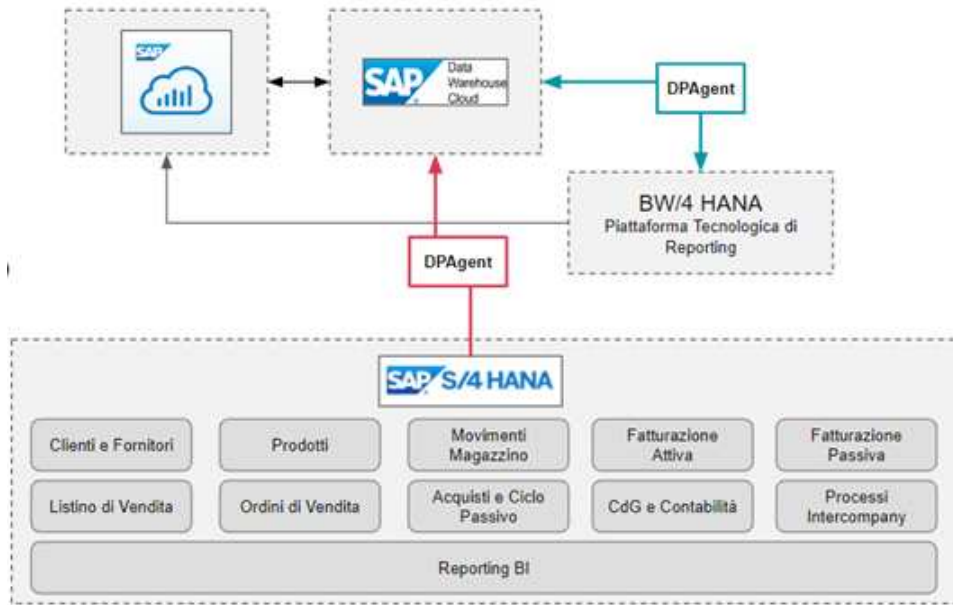 SAP
SAP
Data
Warehouse
Cloud
DPAgent
BW/4 HANA
Piattaforma Tecnologica di
Reporting
DPAgent
SAP S/4 HANA
Clienti e Fornitori
Prodotti
Movimenti
Magazzino
Fatturazione
Attiva
Fatturazione
Passiva
Listino di Vendita
Ordini di Vendita
Acquisti e Ciclo
Passivo
CdG e Contabilità
Processi
Intercompany
Reporting BI